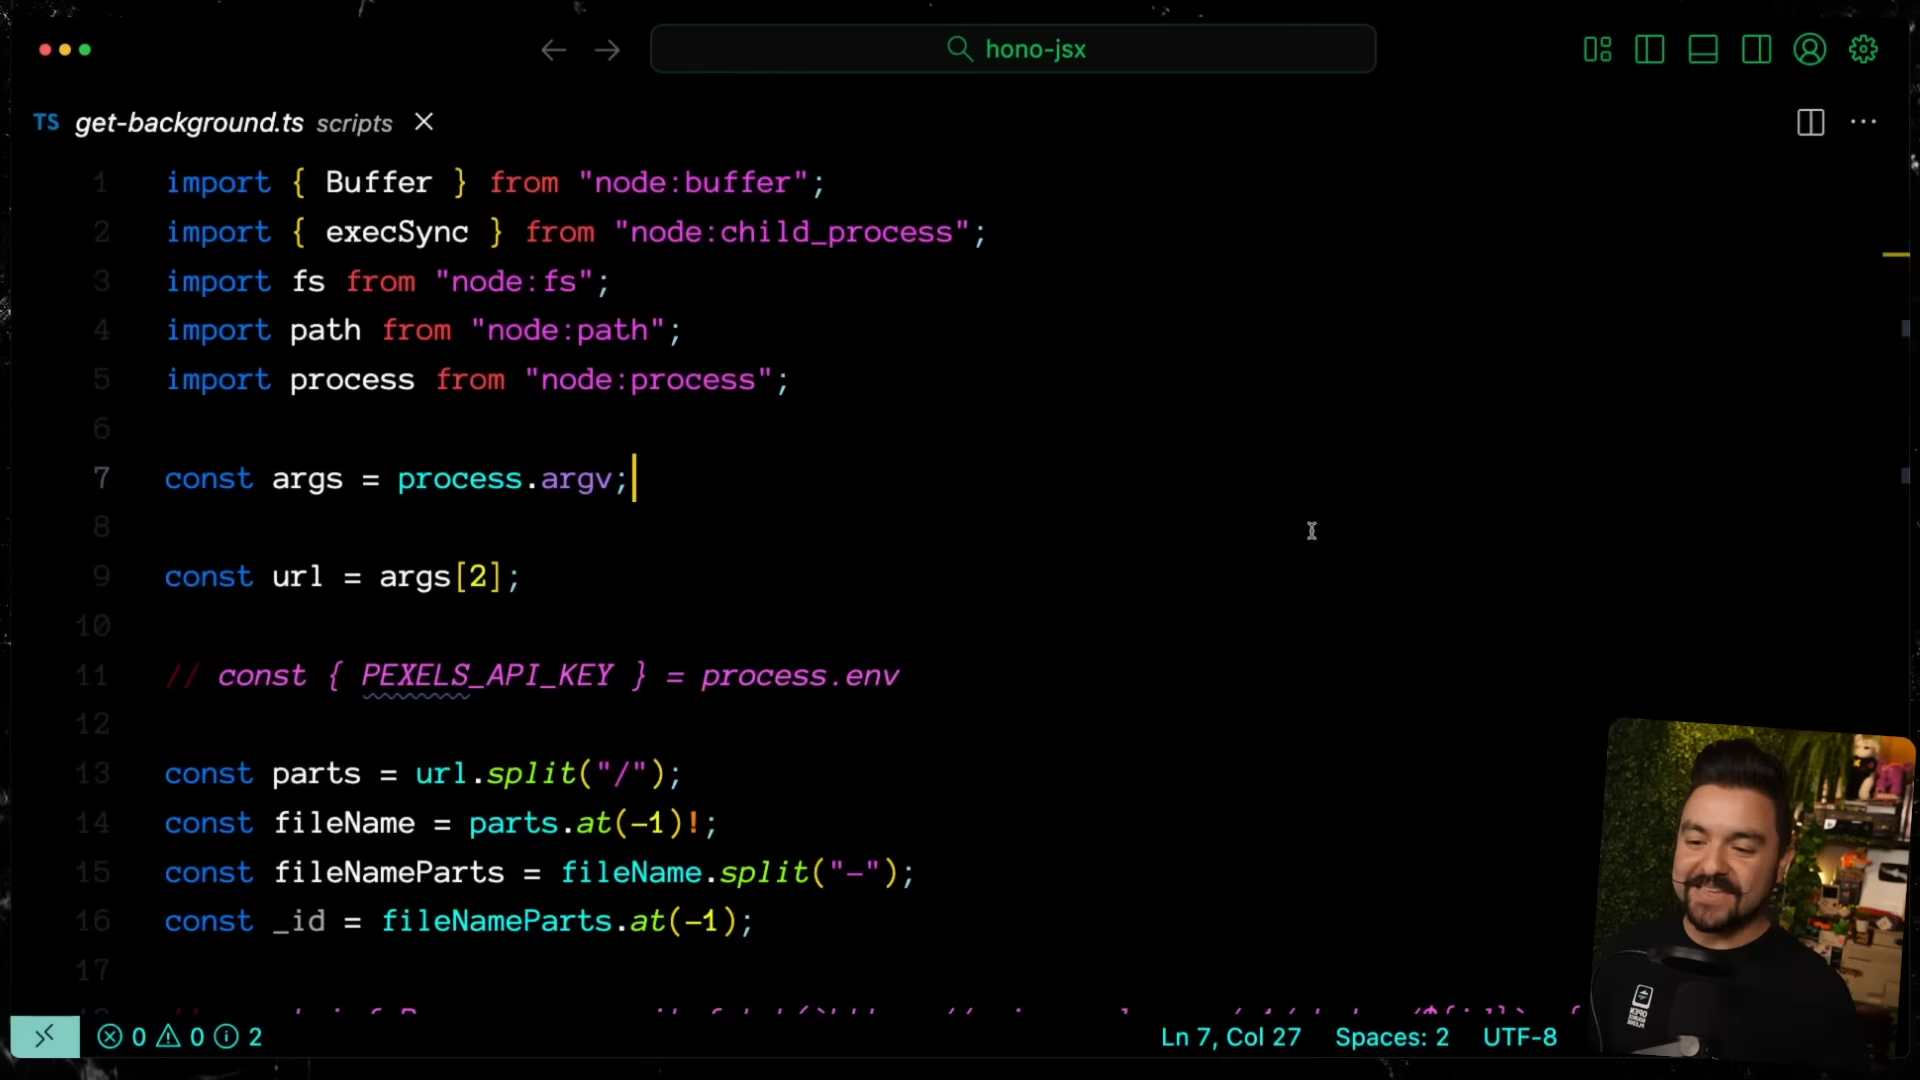 hono-jsx
TS get-background.ts scripts
1 import { Buffer } from "node:buffer";
2 import { execSync } from "node:child_process";
3 import fs from "node:fs";
4 import path from "node:path";
5 import process from "node:process";
6
7 const args = process.argv;
8
9 const url = args[2];
10
11 // const { PEXELS_API_KEY } = process.env
12
13 const parts = url.split("/");
14 const fileName = parts.at(-1)!;
15 const fileNameParts = fileName.split("-");
16 const _id = fileNameParts.at(-1);
17
0 0 2 Ln 7, Col 27 Spaces: 2 UTF-8